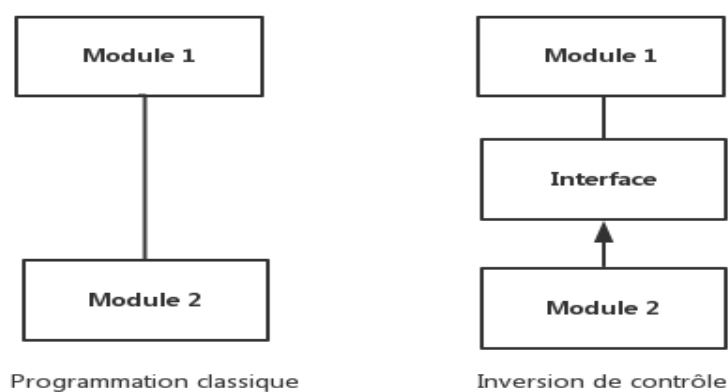 Module 1
Module 2
Programmation classique
Module 1
Interface
Module 2
Inversion de contrôle